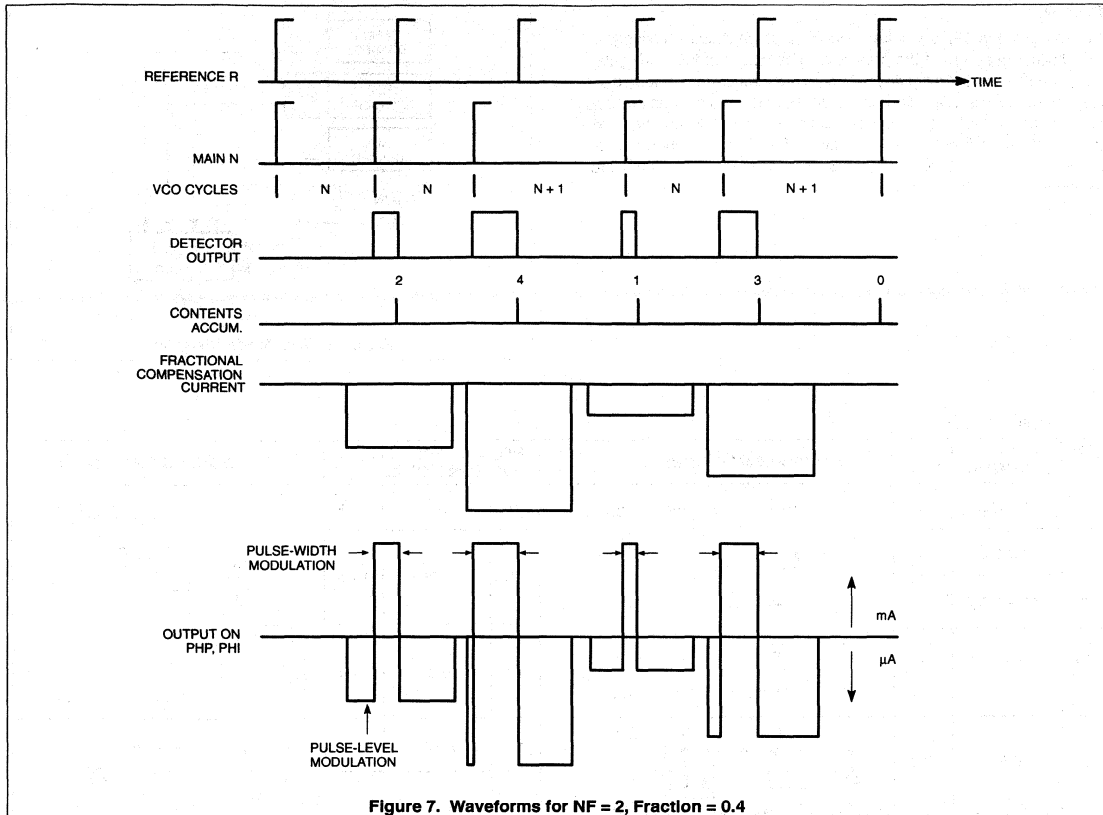 REFERENCE R
TIME
MAIN N
VCO CYCLES
N
N
N + 1
N
N + 1
DETECTOR
OUTPUT
2
4
1
3
0
CONTENTS
ACCUM.
FRACTIONAL
COMPENSATION
CURRENT
PULSE-WIDTH
MODULATION
mA
OUTPUT ON
PHP, PHI
µA
PULSE-LEVEL
MODULATION
Figure 7. Waveforms for NF = 2, Fraction = 0.4